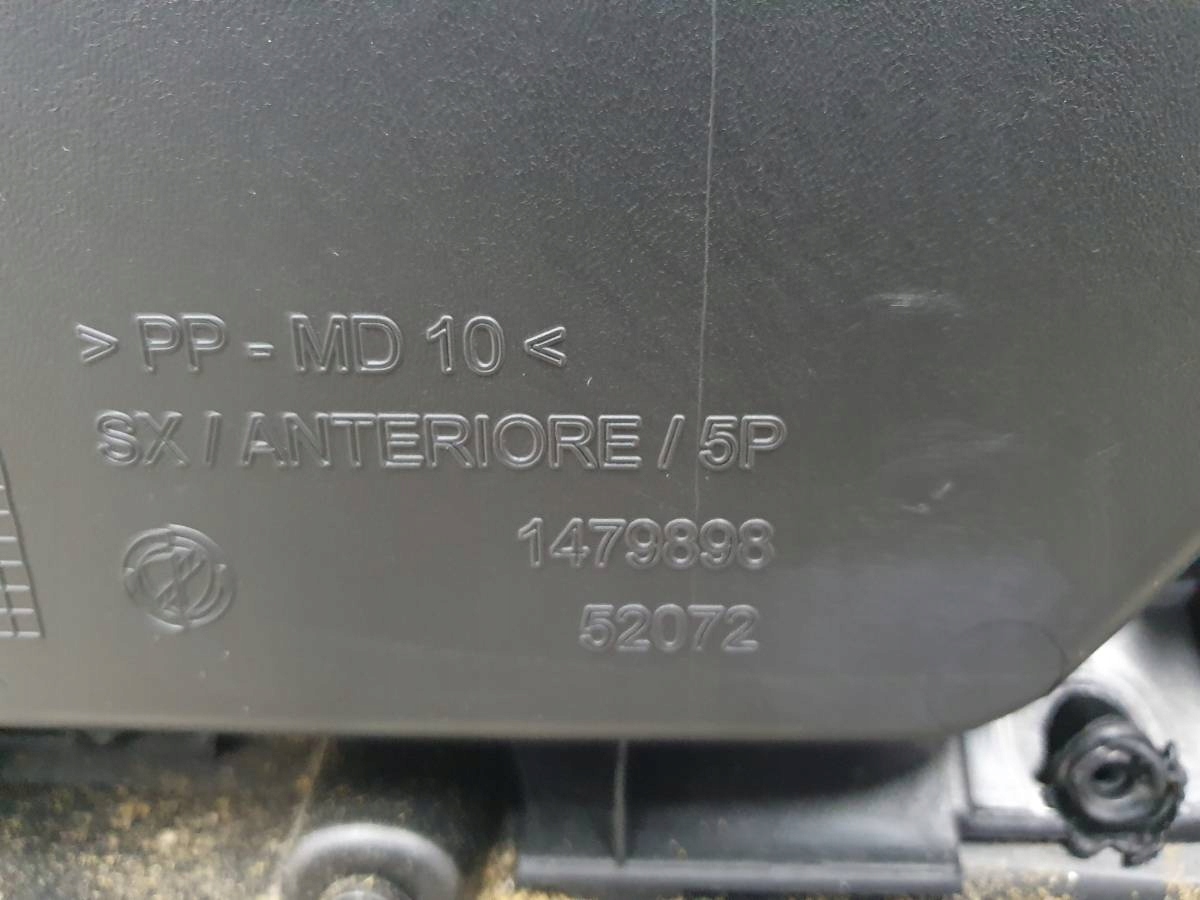 > PP - MD 10 <
SX / ANTERIORE / 5P
1479898
52072